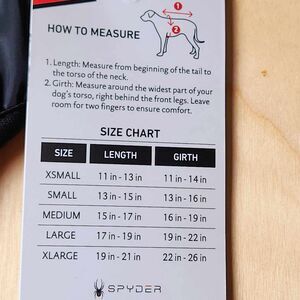 1
HOW TO MEASURE
2
1. Length: Measure from beginning of the tail to
the torso of the neck.
2. Girth: Measure around the widest part of your
dog's torso, right behind the front legs. Leave
room for two fingers to ensure comfort.
SIZE CHART
SIZE LENGTH GIRTH
XSMALL 11 in - 13 in 11 in - 14 in
SMALL 13 in - 15 in 13 in - 16 in
MEDIUM 15 in - 17 in 16 in - 19 in
LARGE 17 in - 19 in 19 in - 22 in
XLARGE 19 in - 21 in 22 in - 26 in
SPYDER